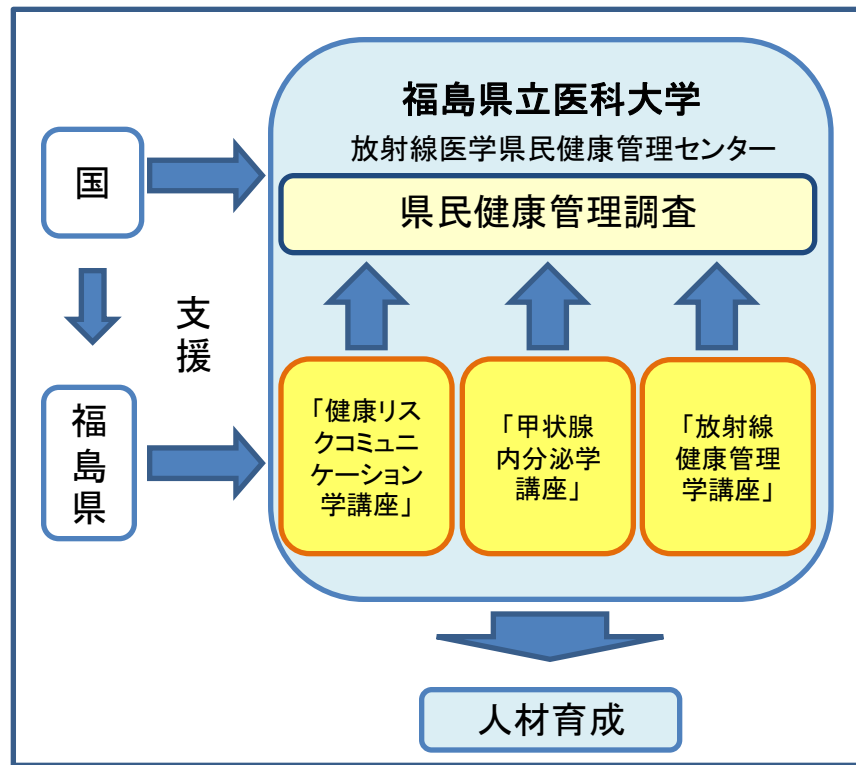 福島県立医科大学
放射線医学県民健康管理センター
国
県民健康管理調査
支
援
福
島
県
「健康リス
クコミュニ
ケーション
学講座」
「甲状腺
内分泌学
講座」
「放射線
健康管理
学講座」
人材育成